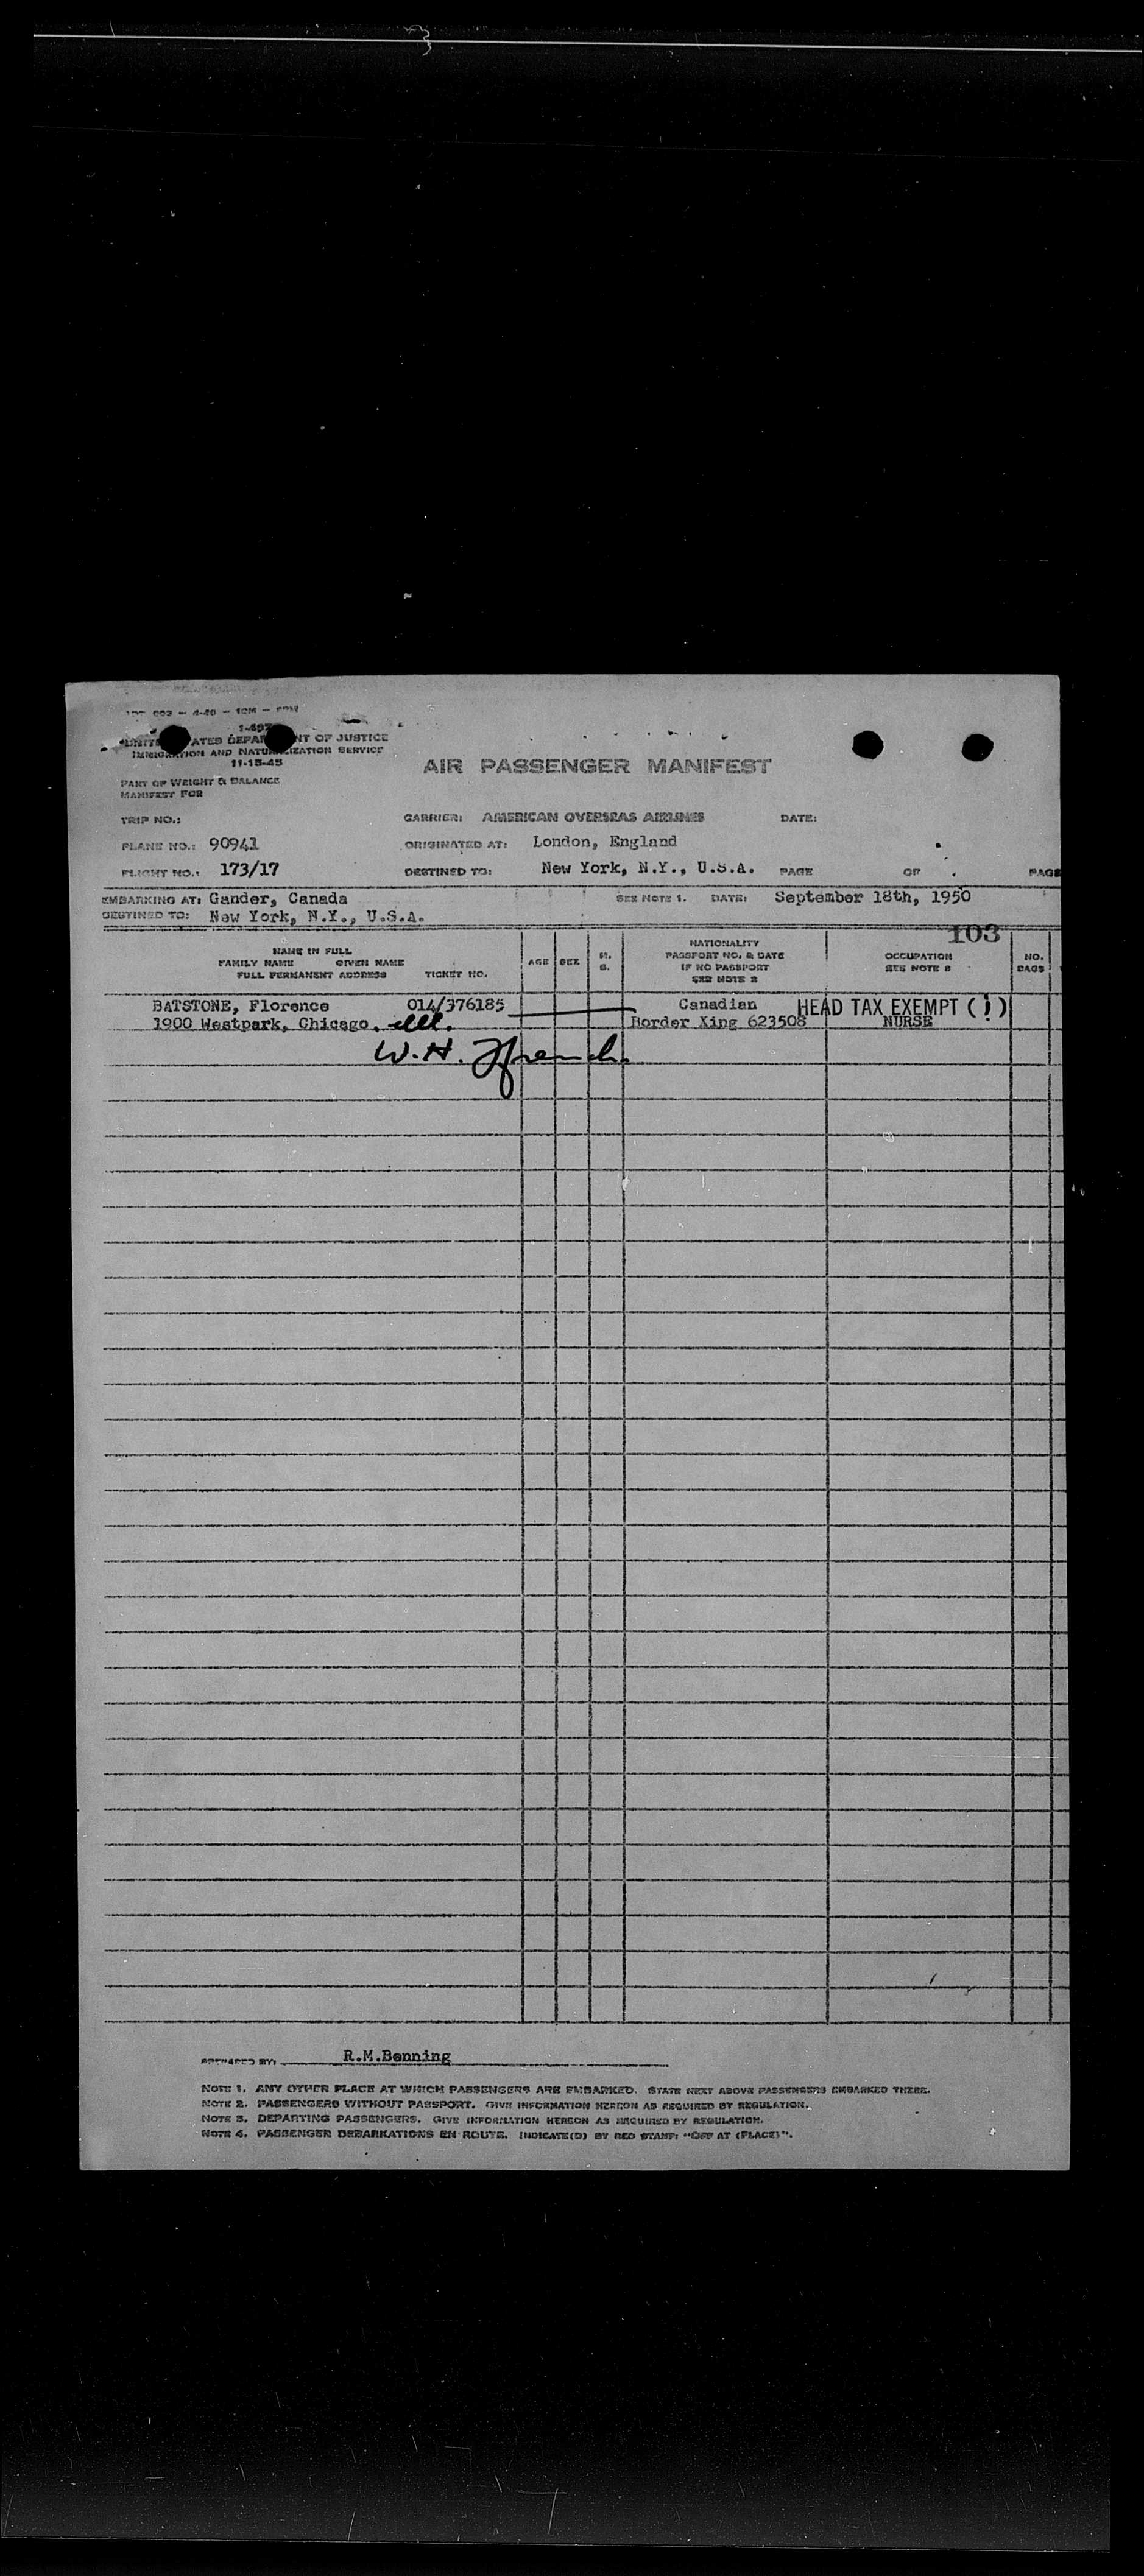 1-497
UNITED STATES DEPARTMENT OF JUSTICE
IMMIGRATION AND NATURALIZATION SERVICE
11-15-45
PART OF WEIGHT & BALANCE
MANIFEST FOR
AIR PASSENGER MANIFEST
TRIP NO.: CARRIER: AMERICAN OVERSEAS AIRLINES DATE:
PLANE NO.: 90941 ORIGINATED AT: London, England
FLIGHT NO.: 173/17 DESTINED TO: New York, N.Y., U.S.A. PAGE OF PAGE
EMBARKING AT: Gander, Canada SEE NOTE 1. DATE: September 18th, 1950
DESTINED TO: New York, N.Y., U.S.A.
103
NAME IN FULL
FAMILY NAME GIVEN NAME
FULL PERMANENT ADDRESS TICKET NO.
AGE SEX M. S.
NATIONALITY
PASSPORT NO. & DATE
IF NO PASSPORT
SEE NOTE 2
OCCUPATION
SEE NOTE 3
NO.
BAGS
BATSTONE, Florence 014/376185 Canadian HEAD TAX EXEMPT (1)
1900 Westpark, Chicago, Ill. Border Xing 623508 NURSE
W. H. Ffrench.
PREPARED BY: R.M.Benning
NOTE 1. ANY OTHER PLACE AT WHICH PASSENGERS ARE EMBARKED. STATE NEXT ABOVE PASSENGERS EMBARKED THERE.
NOTE 2. PASSENGERS WITHOUT PASSPORT. GIVE INFORMATION HEREON AS REQUIRED BY REGULATION.
NOTE 3. DEPARTING PASSENGERS. GIVE INFORMATION HEREON AS REQUIRED BY REGULATION.
NOTE 4. PASSENGER DEBARKATIONS EN ROUTE. INDICATE(D) BY RED STAMP: "OFF AT (PLACE)".